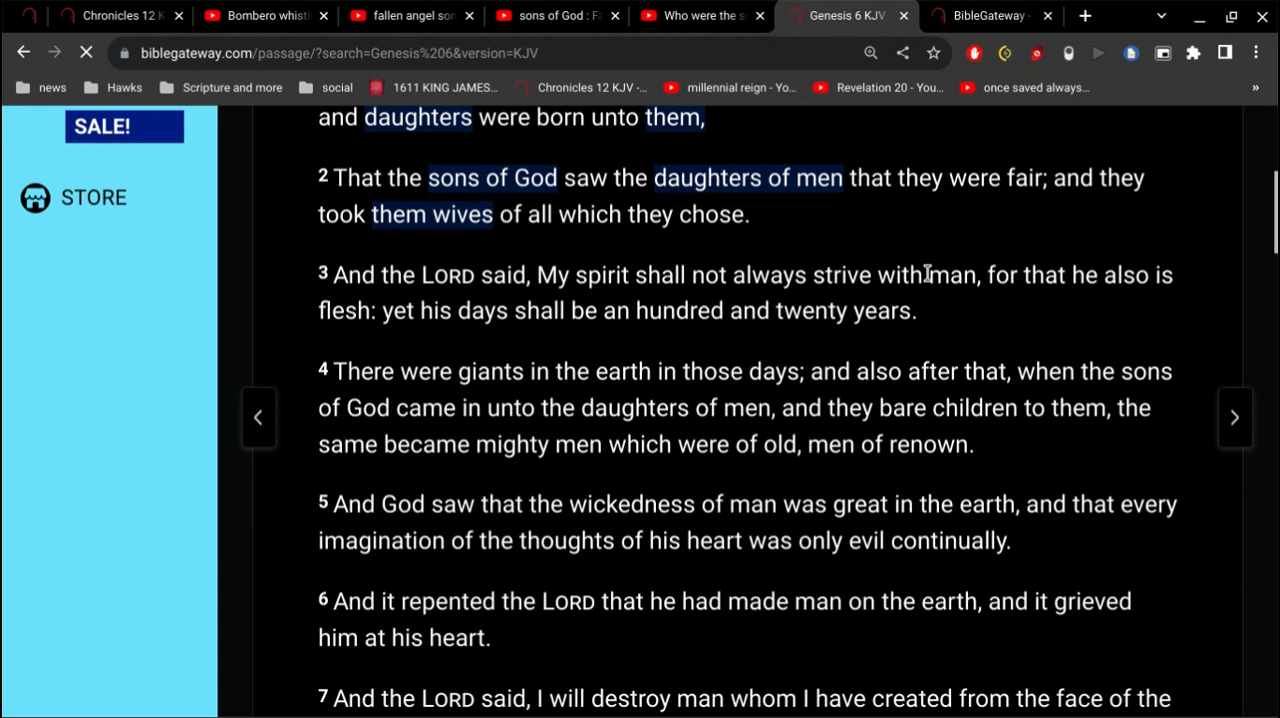 Chronicles 12 K
Bombero whistl
fallen angel son
sons of God : Fa
Who were the s
Genesis 6 KJV -
BibleGateway -
biblegateway.com/passage/?search=Genesis%206&version=KJV
news
Hawks
Scripture and more
social
1611 KING JAMES...
Chronicles 12 KJV -...
millennial reign - Yo...
Revelation 20 - You...
once saved always...
»
SALE!
STORE
and daughters were born unto them,
2 That the sons of God saw the daughters of men that they were fair; and they
took them wives of all which they chose.
3 And the LORD said, My spirit shall not always strive with man, for that he also is
flesh: yet his days shall be an hundred and twenty years.
4 There were giants in the earth in those days; and also after that, when the sons
of God came in unto the daughters of men, and they bare children to them, the
same became mighty men which were of old, men of renown.
5 And God saw that the wickedness of man was great in the earth, and that every
imagination of the thoughts of his heart was only evil continually.
6 And it repented the LORD that he had made man on the earth, and it grieved
him at his heart.
7 And the LORD said, I will destroy man whom I have created from the face of the